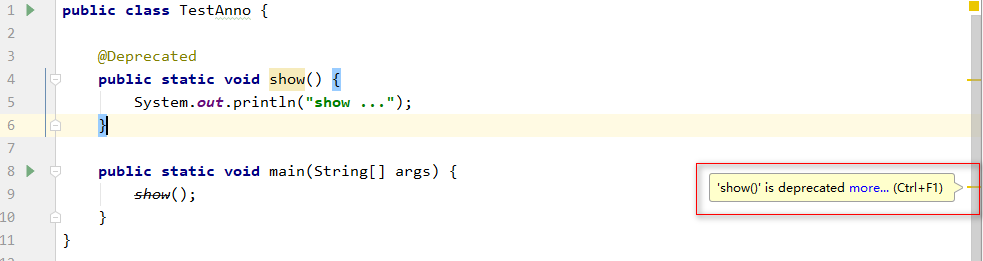 1 public class TestAnno {
2
3 @Deprecated
4 public static void show() {
5 System.out.println("show ...");
6 }
7
8 public static void main(String[] args) {
9 show();
'show()' is deprecated more... (Ctrl+F1)
10 }
11 }